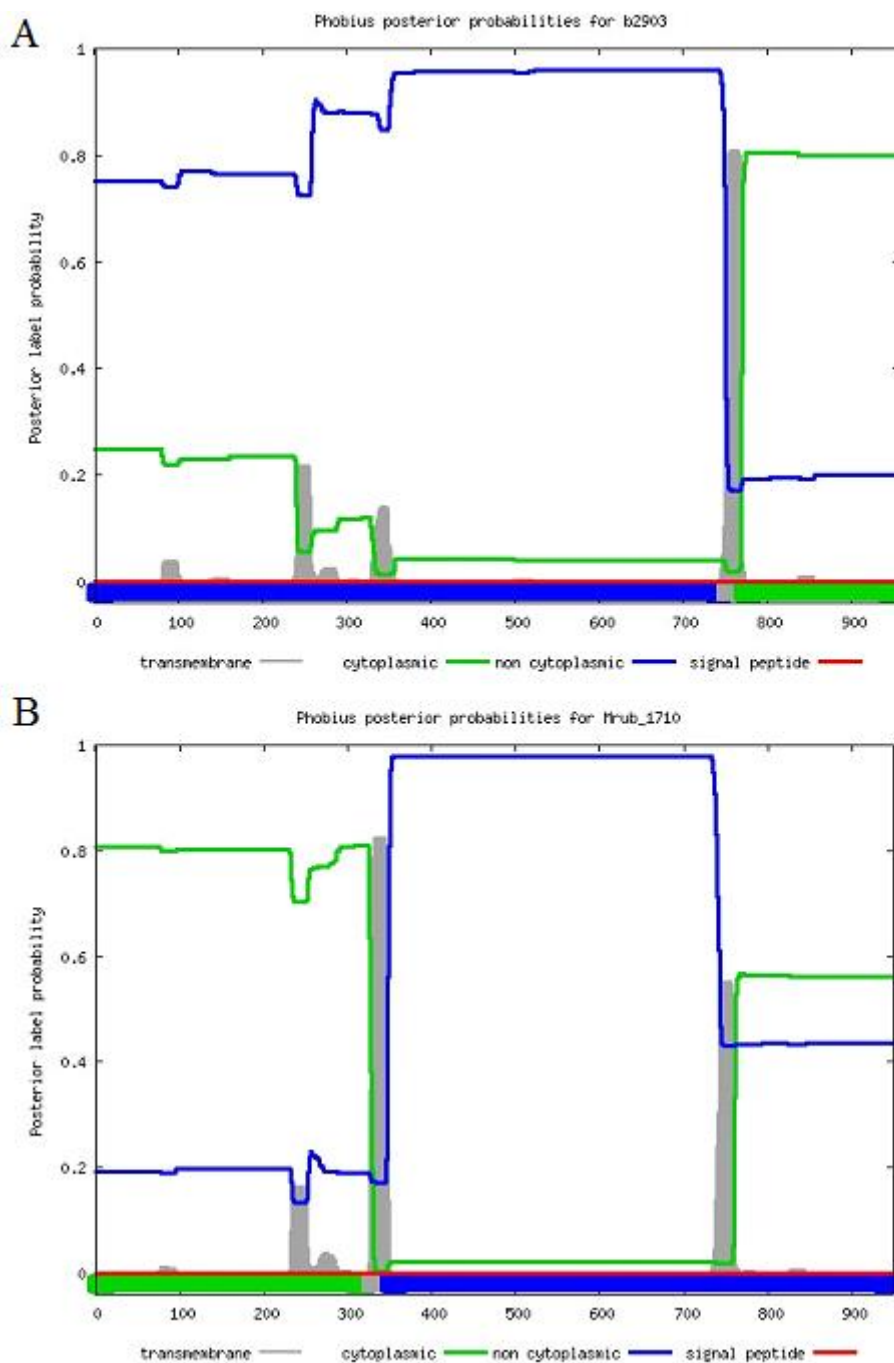 A
Phobius posterior probabilities for b2903
Posterior label probability
1
0.8
0.6
0.4
0.2
0
0 100 200 300 400 500 600 700 800 900
transmembrane cytoplasmic non cytoplasmic signal peptide
B
Phobius posterior probabilities for Mrub_1710
Posterior label probability
1
0.8
0.6
0.4
0.2
0
0 100 200 300 400 500 600 700 800 900
transmembrane cytoplasmic non cytoplasmic signal peptide